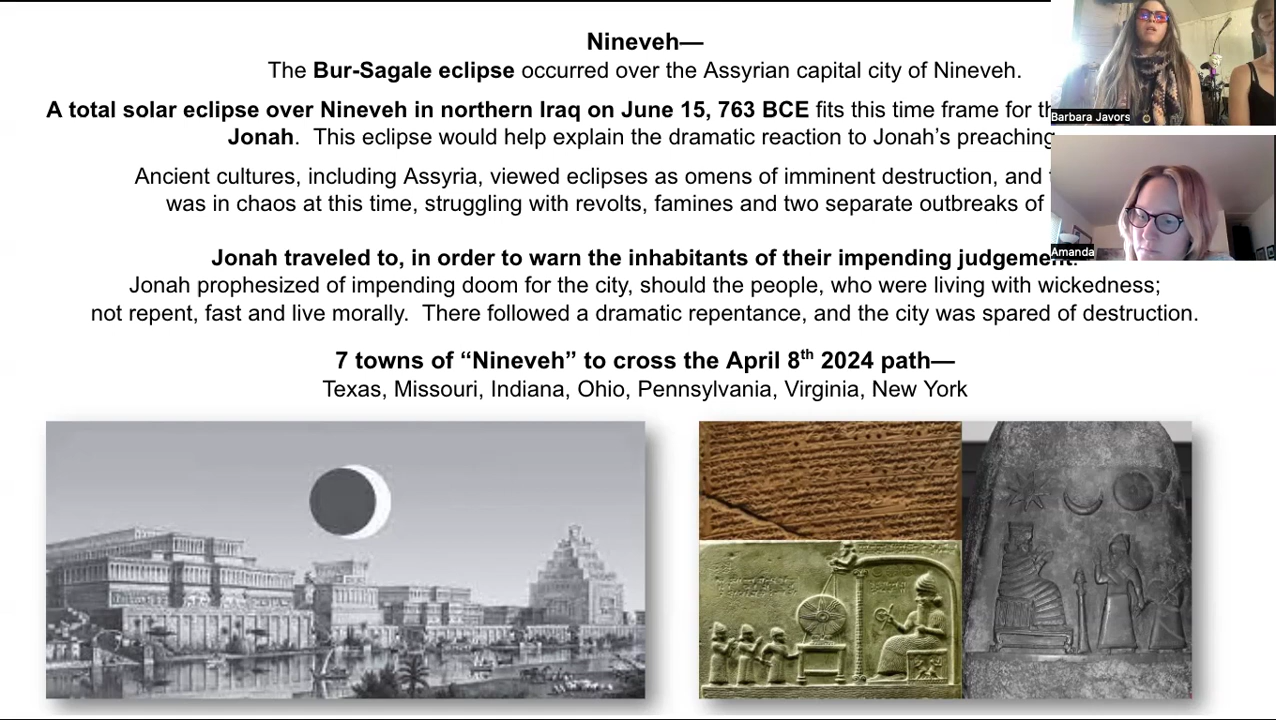 Nineveh—
The Bur-Sagale eclipse occurred over the Assyrian capital city of Nineveh.
A total solar eclipse over Nineveh in northern Iraq on June 15, 763 BCE fits this time frame for
Jonah. This eclipse would help explain the dramatic reaction to Jonah's preaching
Ancient cultures, including Assyria, viewed eclipses as omens of imminent destruction, and
was in chaos at this time, struggling with revolts, famines and two separate outbreaks of
Jonah traveled to, in order to warn the inhabitants of their impending judgement.
Jonah prophesized of impending doom for the city, should the people, who were living with wickedness;
not repent, fast and live morally. There followed a dramatic repentance, and the city was spared of destruction.
7 towns of “Nineveh” to cross the April 8th 2024 path—
Texas, Missouri, Indiana, Ohio, Pennsylvania, Virginia, New York
Barbara Javors
Amanda